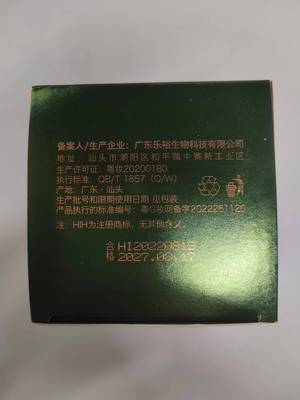 备案人/生产企业：广东乐裕生物科技有限公司
地址：汕头市潮阳区和平镇中寨新工业区
生产许可证：粤妆20200180
执行标准：QB/T 1857（O/W）
产地：广东·汕头
生产批号和限期使用日期 见包装
产品执行的标准编号：粤G妆网备字2022261120
注：HIH为注册商标，无其他含义。
合 HI20220818
格 2027.08.17